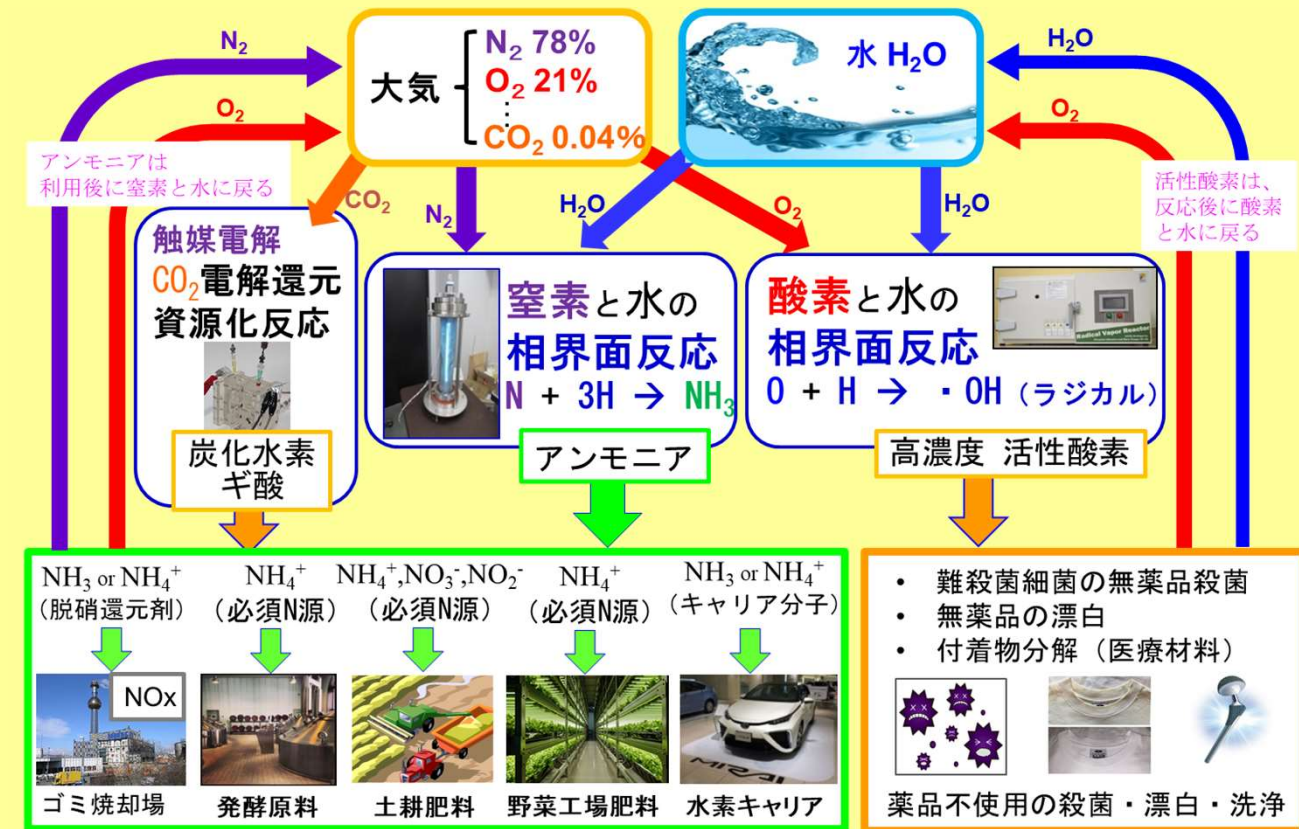 N₂
O₂
アンモニアは
利用後に窒素と水に戻る
大気
N₂ 78%
O₂ 21%
⋮
CO₂ 0.04%
水 H₂O
H₂O
O₂
活性酸素は、
反応後に酸素
と水に戻る
CO₂
N₂
H₂O
O₂
H₂O
触媒電解
CO₂電解還元
資源化反応
炭化水素
ギ酸
窒素と水の
相界面反応
N + 3H → NH₃
アンモニア
酸素と水の
相界面反応
O + H → ・OH（ラジカル）
Radical Vapor Reactor
高濃度 活性酸素
NH₃ or NH₄⁺
（脱硝還元剤）
NOx
ゴミ焼却場
NH₄⁺
（必須N源）
発酵原料
NH₄⁺,NO₃⁻,NO₂⁻
（必須N源）
土耕肥料
NH₄⁺
（必須N源）
野菜工場肥料
NH₃ or NH₄⁺
（キャリア分子）
水素キャリア
• 難殺菌細菌の無薬品殺菌
• 無薬品の漂白
• 付着物分解（医療材料）
薬品不使用の殺菌・漂白・洗浄